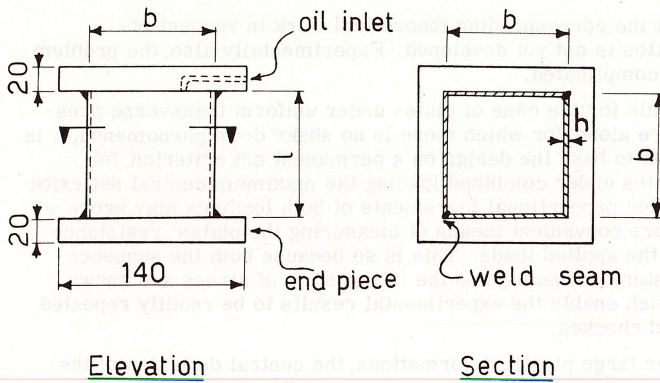 b
oil inlet
20
l
20
140
end piece
Elevation
b
h
b
weld seam
Section